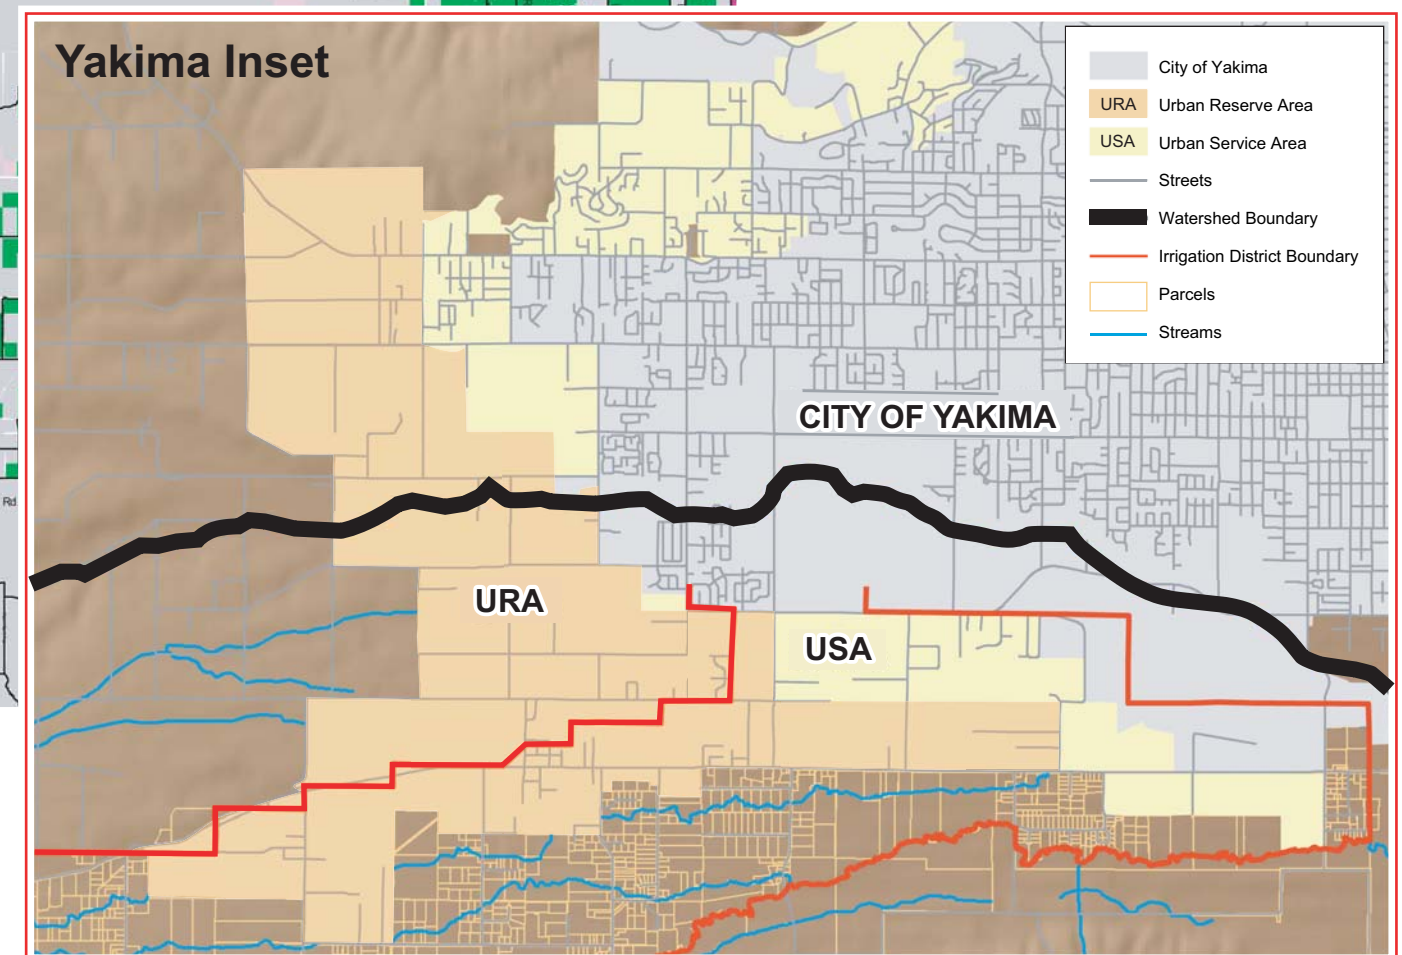 Yakima Inset
City of Yakima
URA Urban Reserve Area
USA Urban Service Area
Streets
Watershed Boundary
Irrigation District Boundary
Parcels
Streams
CITY OF YAKIMA
Rd
URA
USA